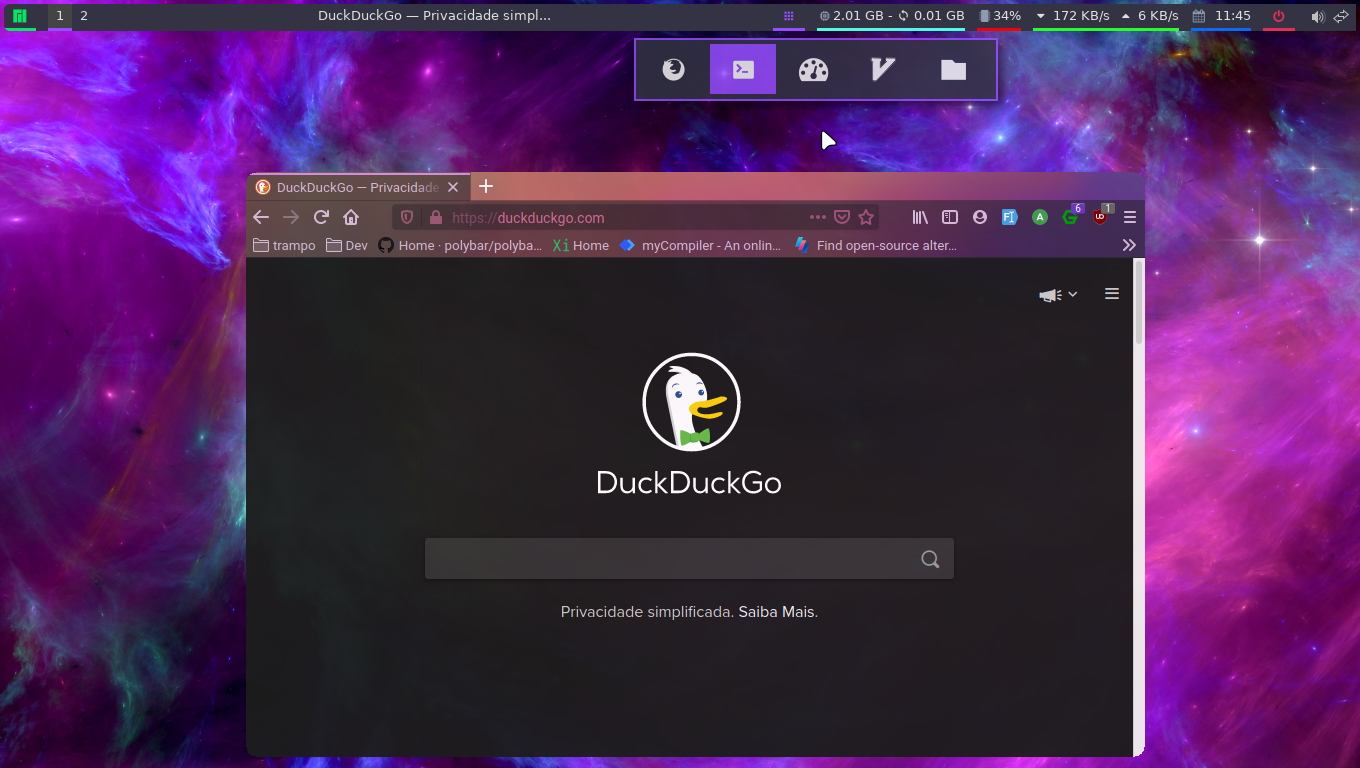 1 2 DuckDuckGo — Privacidade simpl... 2.01 GB - 0.01 GB 34% 172 KB/s 6 KB/s 11:45
DuckDuckGo — Privacidade
https://duckduckgo.com 6 1
trampo Dev Home · polybar/polyba... Xi Home myCompiler - An onlin... Find open-source alter...
DuckDuckGo
Privacidade simplificada. Saiba Mais.